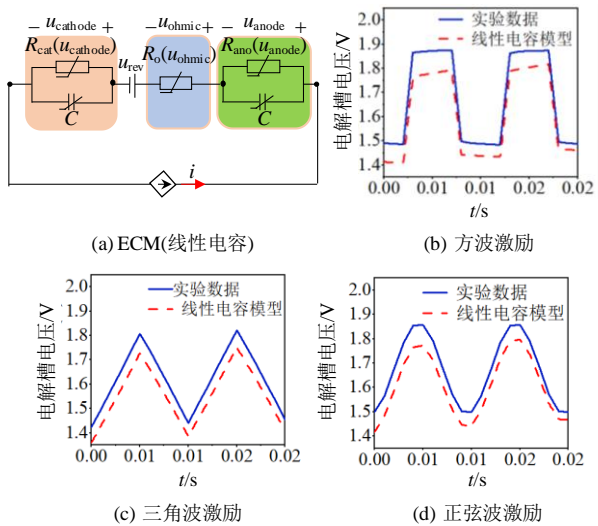 − u_cathode + − u_ohmic + − u_anode +
R_cat(u_cathode) u_rev R_o(u_ohmic) R_ano(u_anode)
C C
i
(a) ECM(线性电容)
电解槽电压/V
2.0
1.9
1.8
1.7
1.6
1.5
1.4
实验数据
线性电容模型
0.00 0.01 0.01 0.02 0.02
t/s
(b) 方波激励
电解槽电压/V
2.0
1.9
1.8
1.7
1.6
1.5
1.4
实验数据
线性电容模型
0.00 0.01 0.01 0.02 0.02
t/s
(c) 三角波激励
电解槽电压/V
2.0
1.9
1.8
1.7
1.6
1.5
1.4
实验数据
线性电容模型
0.00 0.01 0.02 0.02
t/s
(d) 正弦波激励